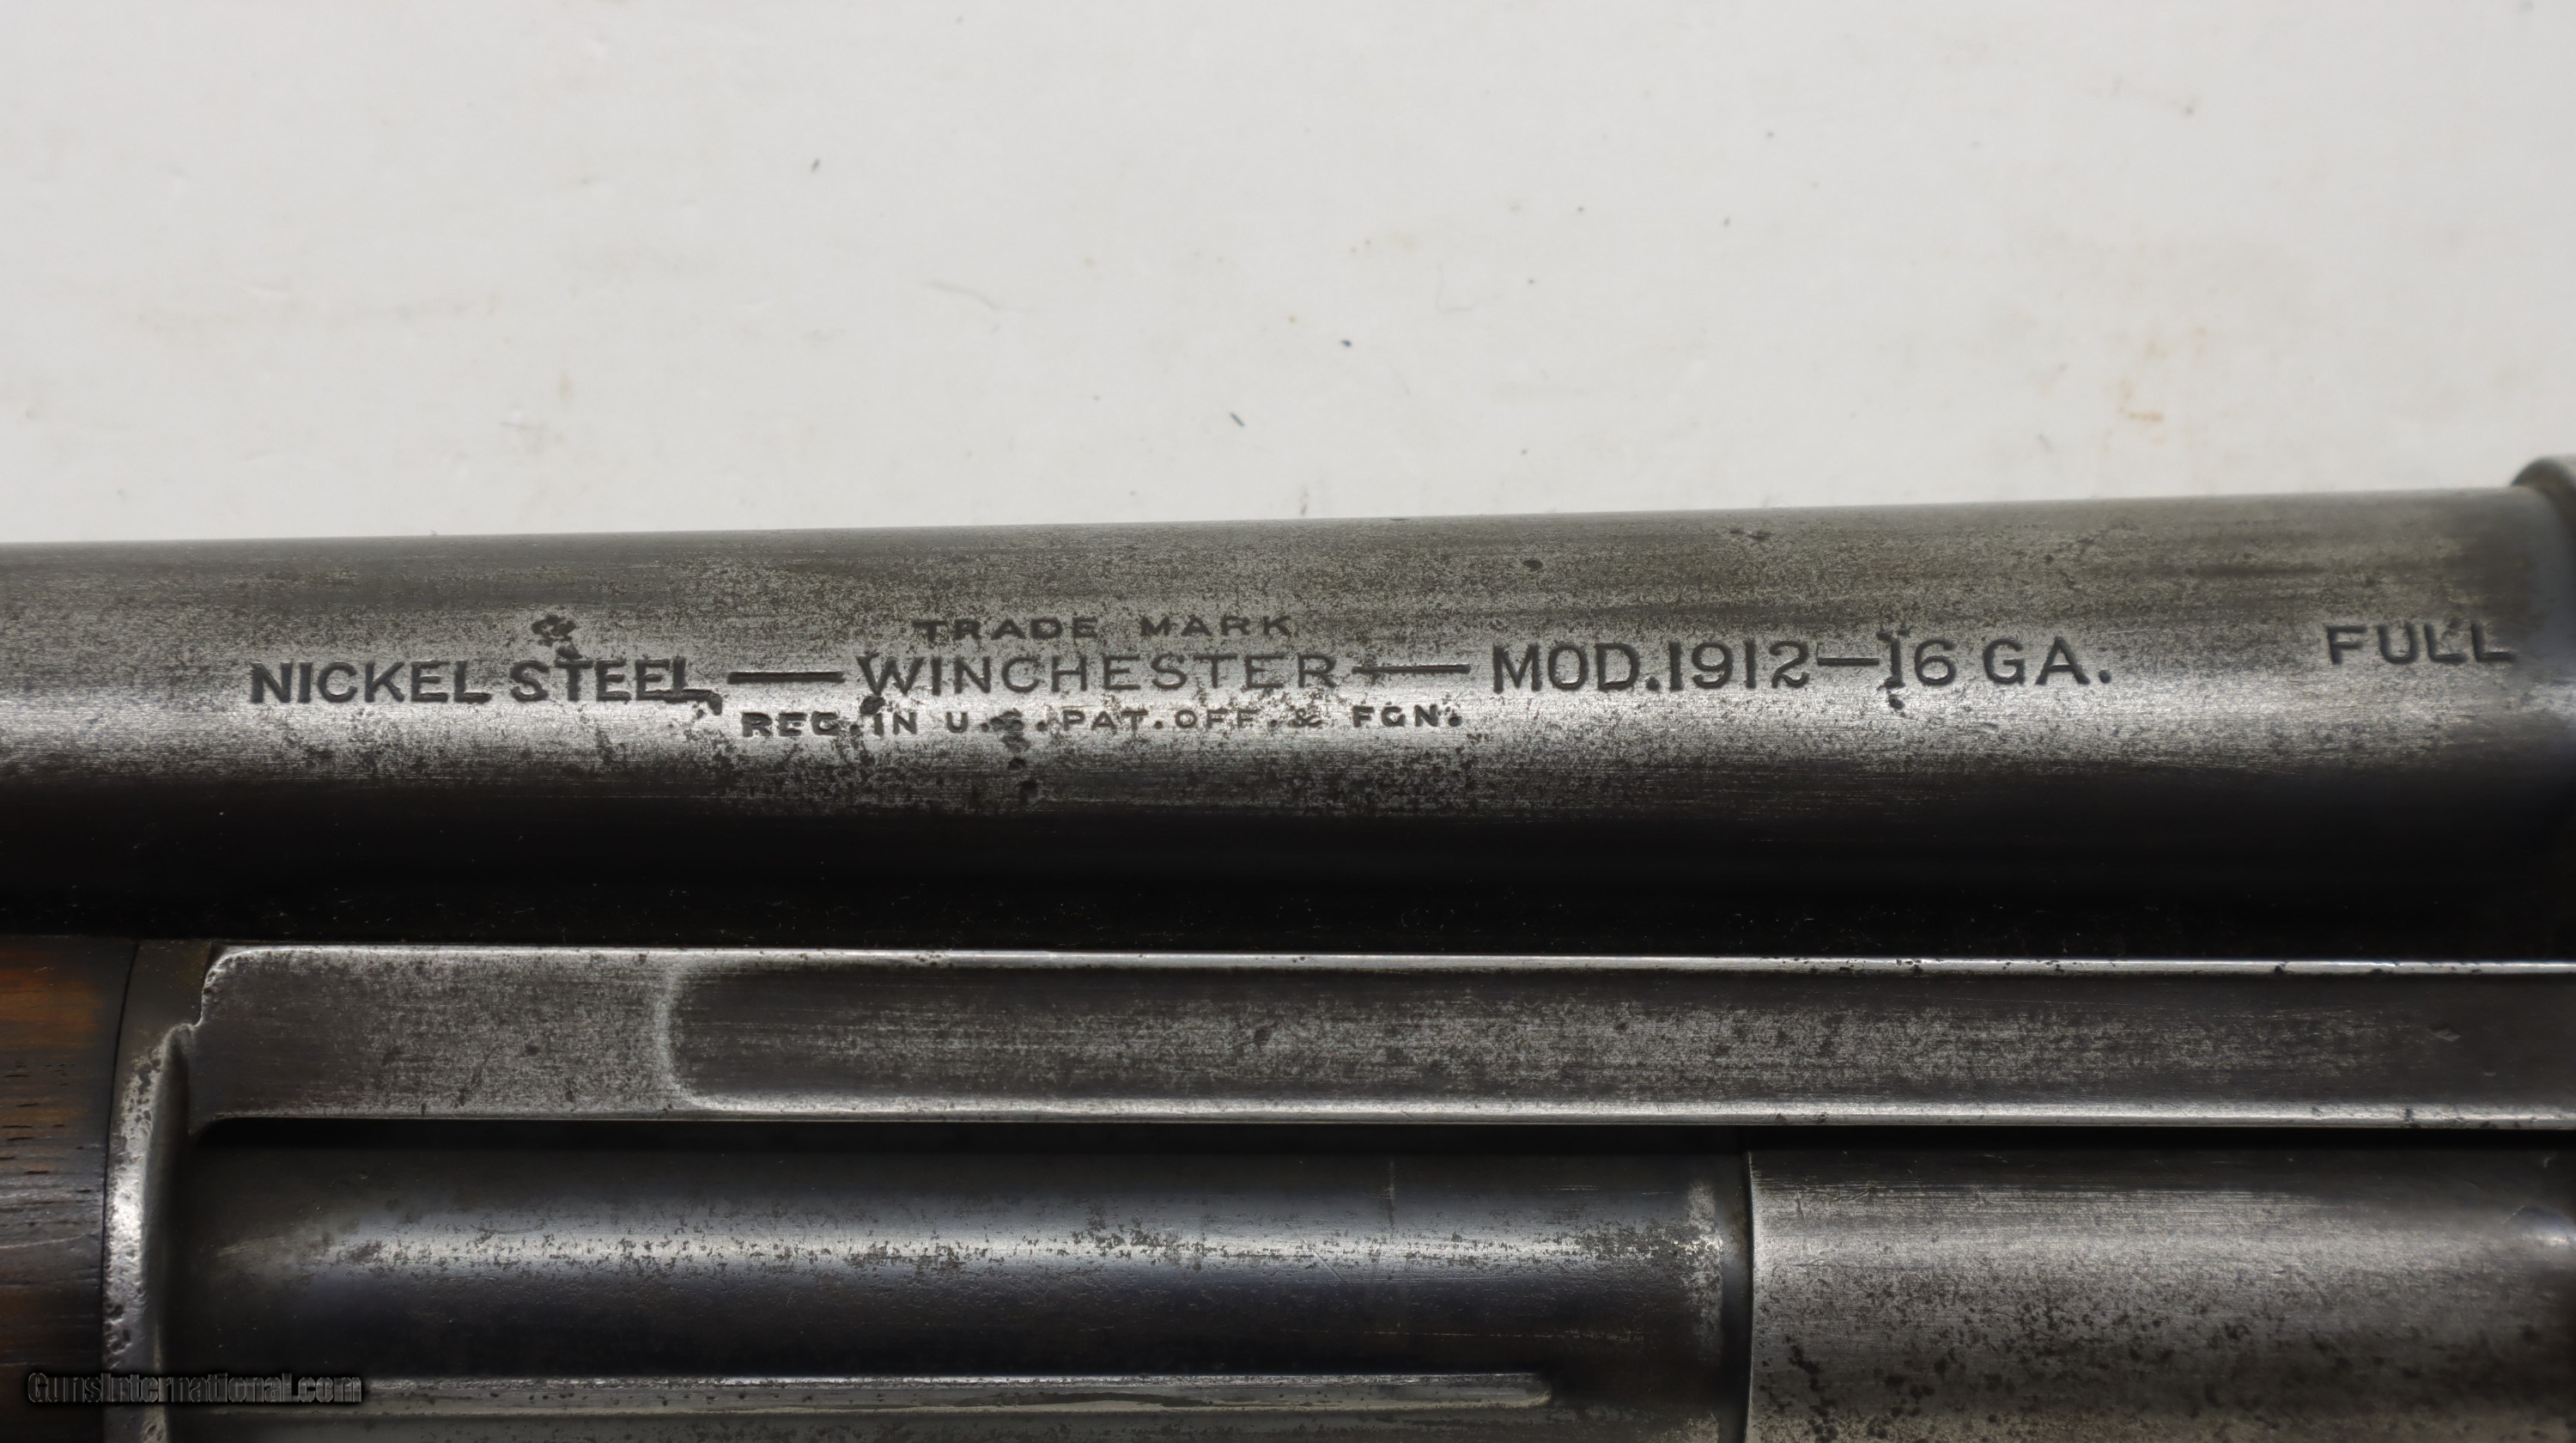 TRADE MARK
NICKEL STEEL — WINCHESTER — MOD. 1912 — 16 GA. FULL
REG. IN U.S. PAT. OFF. & FGN.
GunsInternational.com